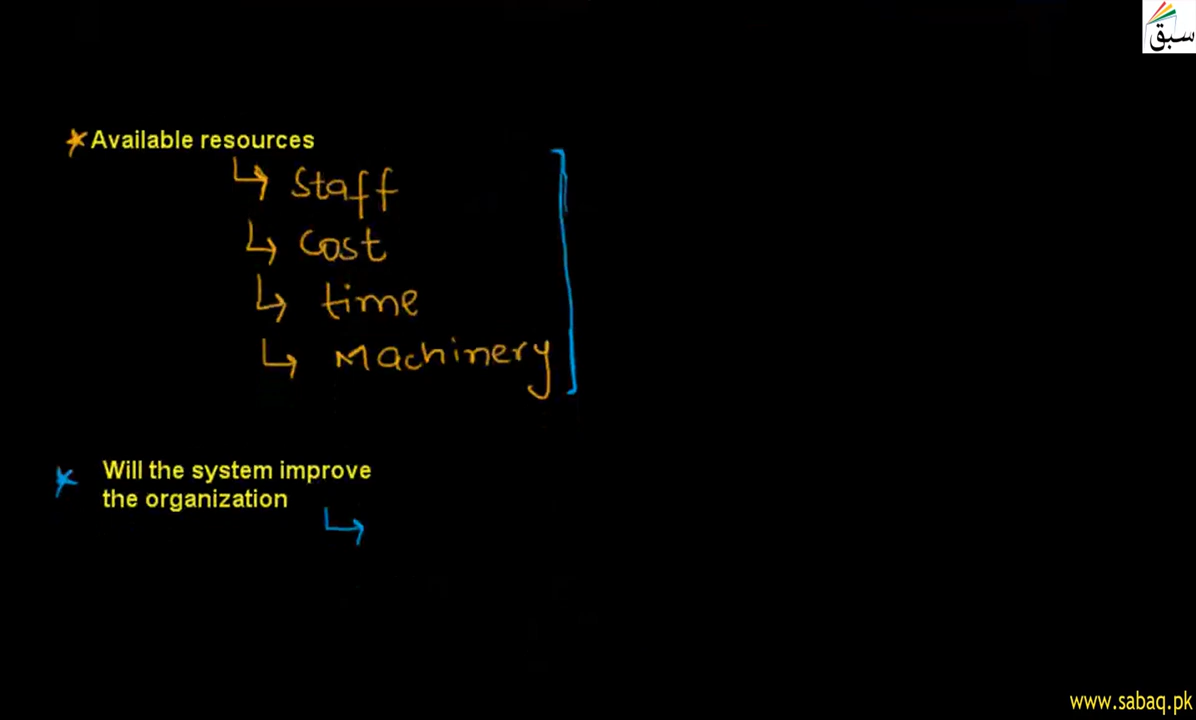 سبق
Available resources
Staff
Cost
time
Machinery
Will the system improve
the organization
www.sabaq.pk